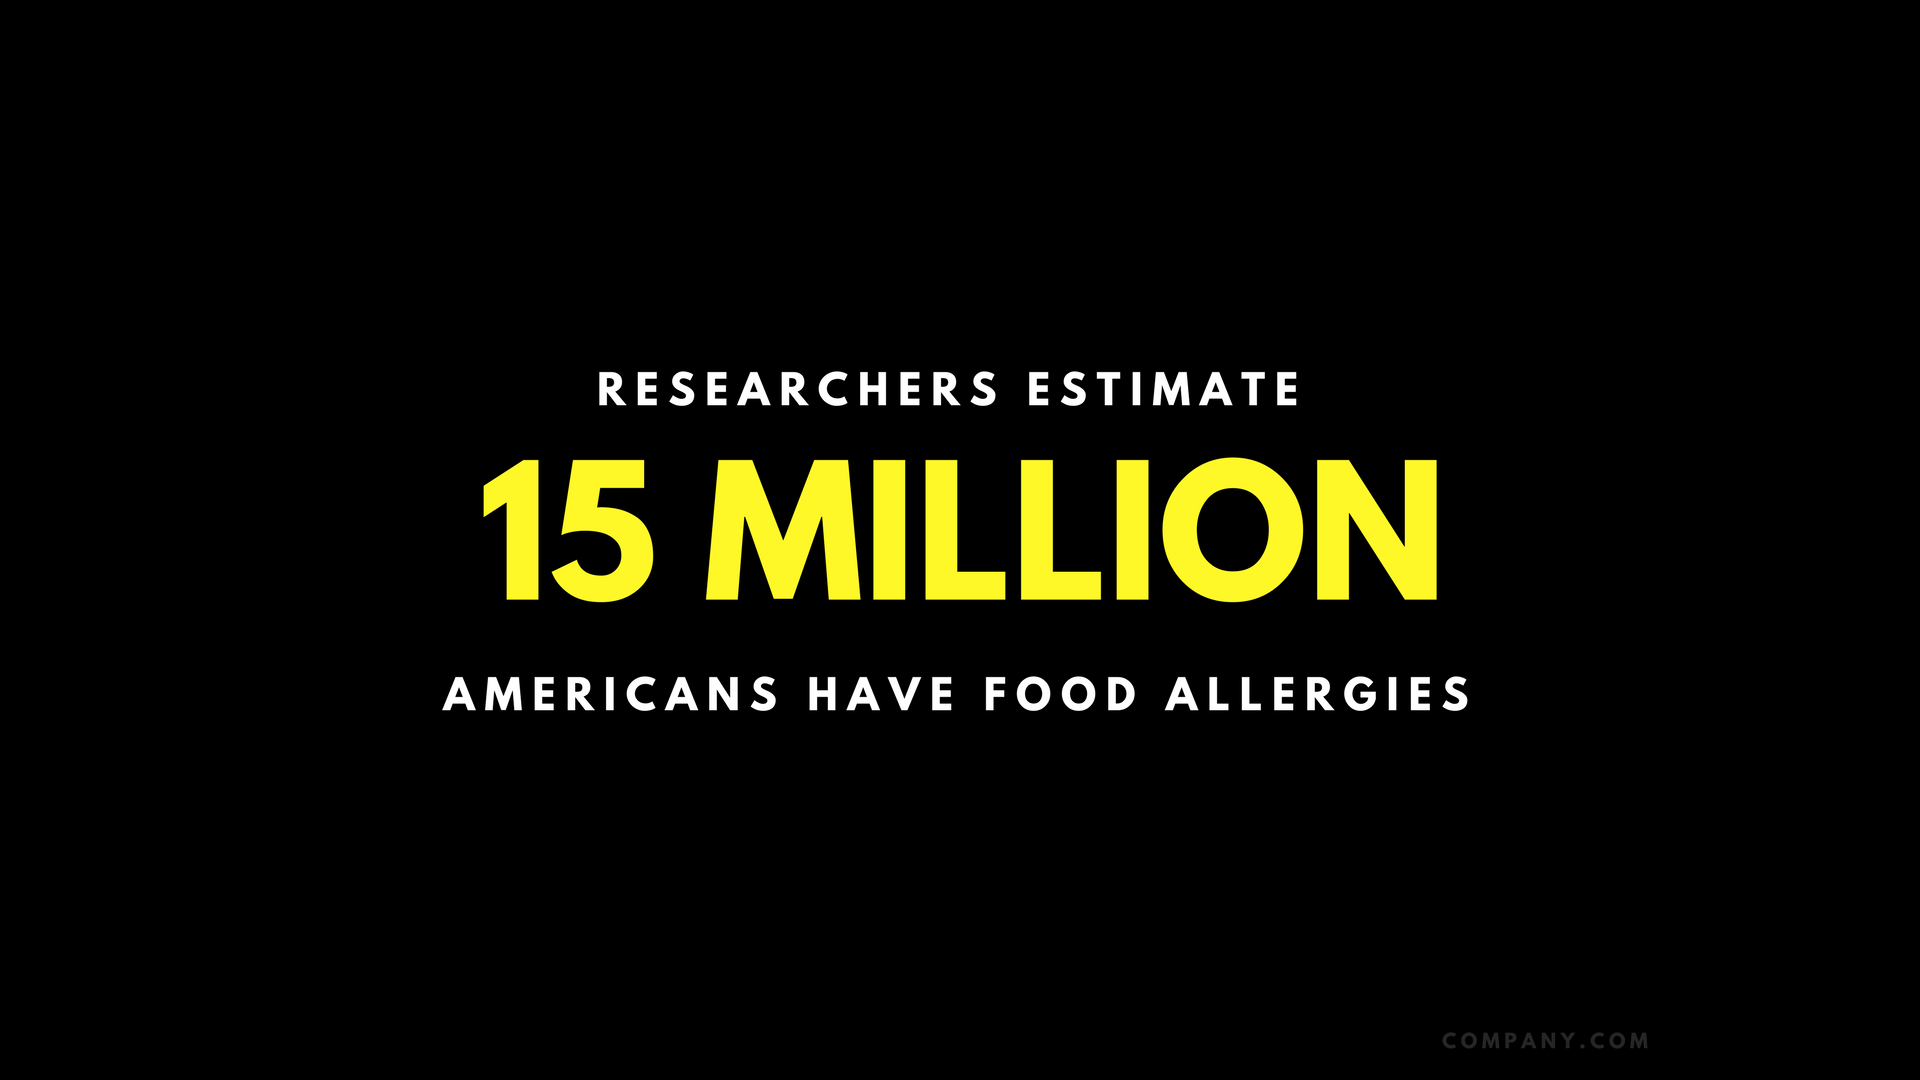 RESEARCHERS ESTIMATE
15 MILLION
AMERICANS HAVE FOOD ALLERGIES
COMPANY.COM